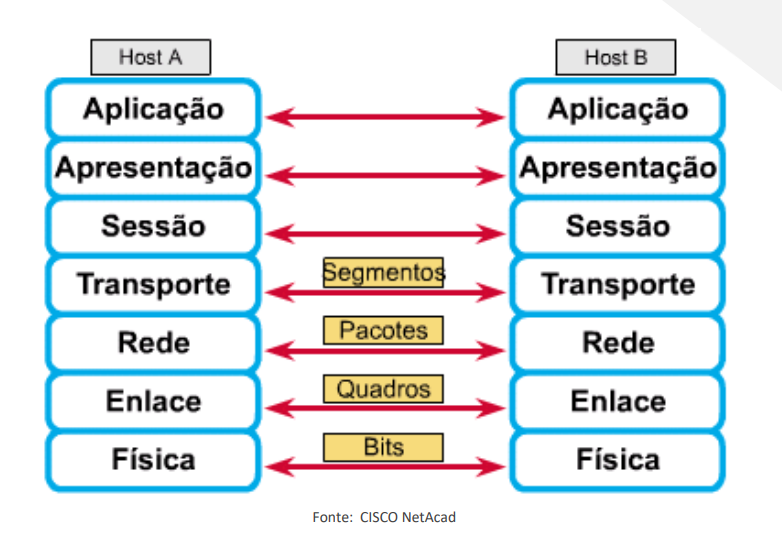 Host A Host B
Aplicação Aplicação
Apresentação Apresentação
Sessão Sessão
Transporte Segmentos Transporte
Rede Pacotes Rede
Enlace Quadros Enlace
Física Bits Física
Fonte: CISCO NetAcad